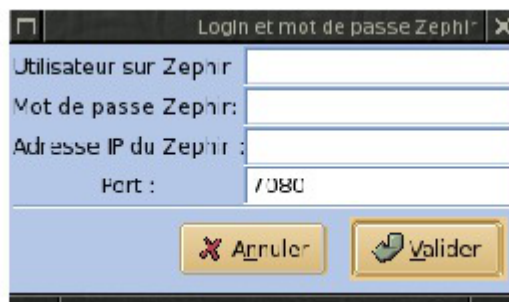 Login et mot de passe Zephir
Utilisateur sur Zephir
Mot de passe Zephir:
Adresse IP du Zephir :
Port :
7080
Annuler
Valider